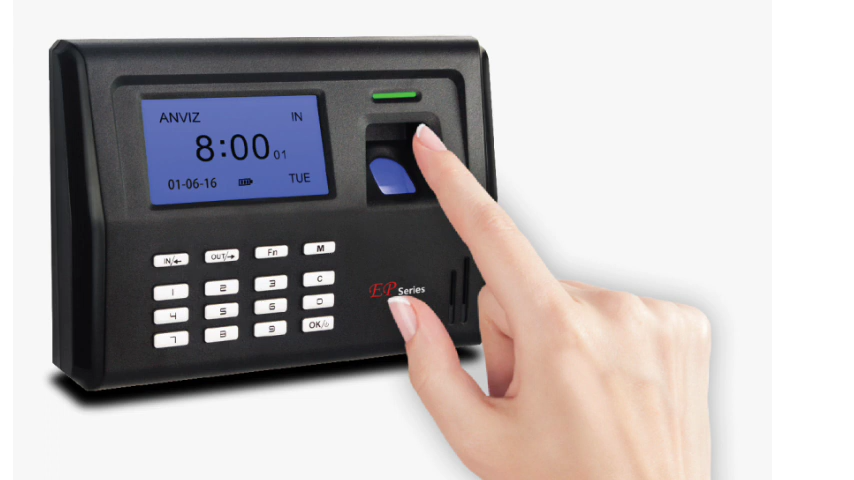 ANVIZ IN
8:00 01
01-06-16 TUE
IN/← OUT/→ Fn M
1 2 3 C
4 5 6 0
7 8 9 OK/⏻
EP Series